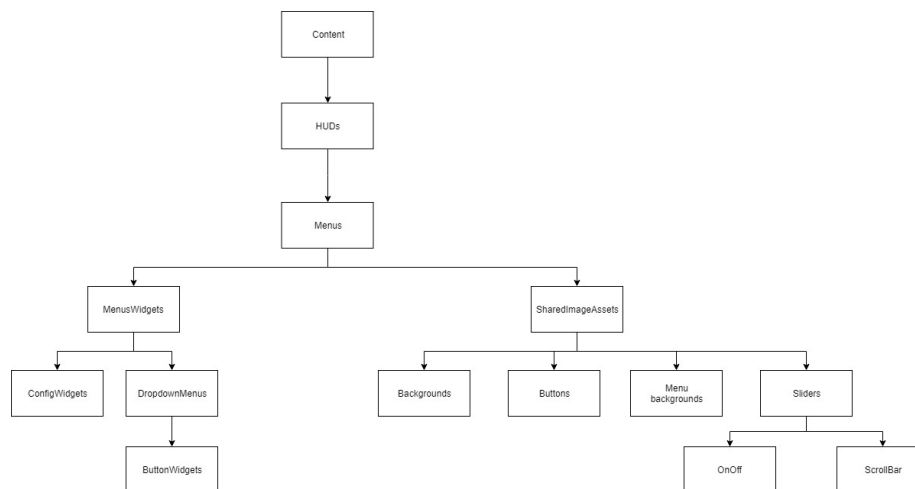 Content
HUDs
Menus
MenusWidgets
SharedImageAssets
ConfigWidgets
DropdownMenus
Backgrounds
Buttons
Menu
backgrounds
Sliders
ButtonWidgets
OnOff
ScrollBar